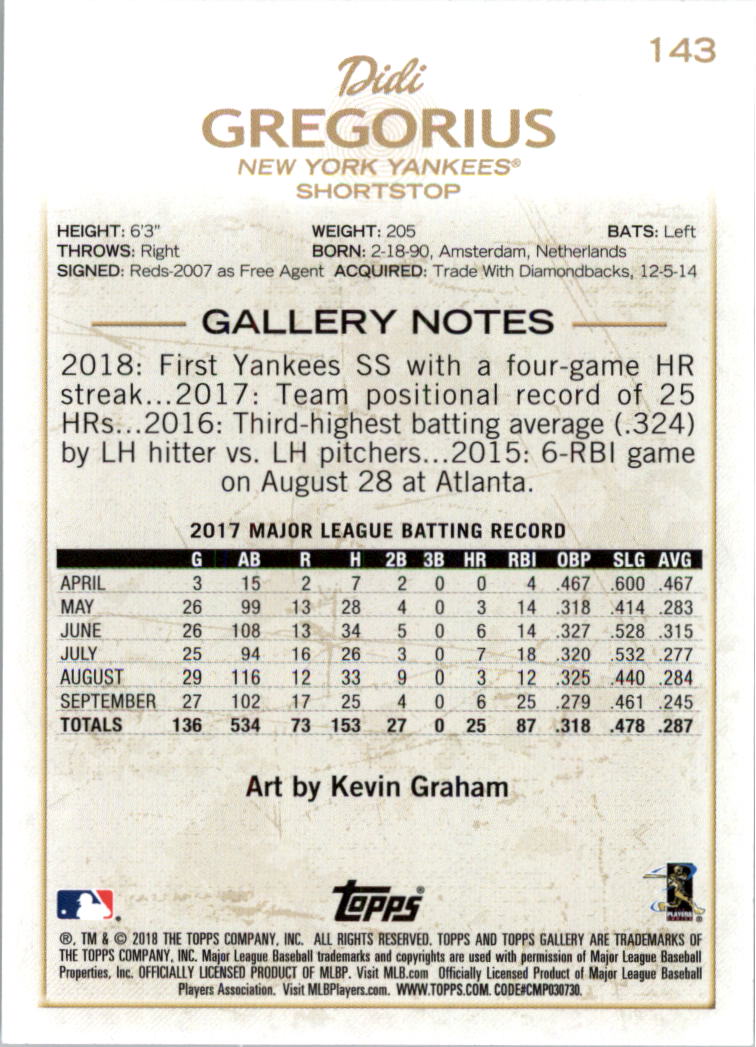 143
Didi
GREGORIUS
NEW YORK YANKEES®
SHORTSTOP
HEIGHT: 6'3" WEIGHT: 205 BATS: Left
THROWS: Right BORN: 2-18-90, Amsterdam, Netherlands
SIGNED: Reds-2007 as Free Agent ACQUIRED: Trade With Diamondbacks, 12-5-14
GALLERY NOTES
2018: First Yankees SS with a four-game HR
streak...2017: Team positional record of 25
HRs...2016: Third-highest batting average (.324)
by LH hitter vs. LH pitchers...2015: 6-RBI game
on August 28 at Atlanta.
2017 MAJOR LEAGUE BATTING RECORD
G AB R H 2B 3B HR RBI OBP SLG AVG
APRIL 3 15 2 7 2 0 0 4 .467 .600 .467
MAY 26 99 13 28 4 0 3 14 .318 .414 .283
JUNE 26 108 13 34 5 0 6 14 .327 .528 .315
JULY 25 94 16 26 3 0 7 18 .320 .532 .277
AUGUST 29 116 12 33 9 0 3 12 .325 .440 .284
SEPTEMBER 27 102 17 25 4 0 6 25 .279 .461 .245
TOTALS 136 534 73 153 27 0 25 87 .318 .478 .287
Art by Kevin Graham
topps®
PLAYERS
®, TM & © 2018 THE TOPPS COMPANY, INC. ALL RIGHTS RESERVED. TOPPS AND TOPPS GALLERY ARE TRADEMARKS OF
THE TOPPS COMPANY, INC. Major League Baseball trademarks and copyrights are used with permission of Major League Baseball
Properties, Inc. OFFICIALLY LICENSED PRODUCT OF MLBP. Visit MLB.com Officially Licensed Product of Major League Baseball
Players Association. Visit MLBPlayers.com. WWW.TOPPS.COM. CODE#CMP030730.